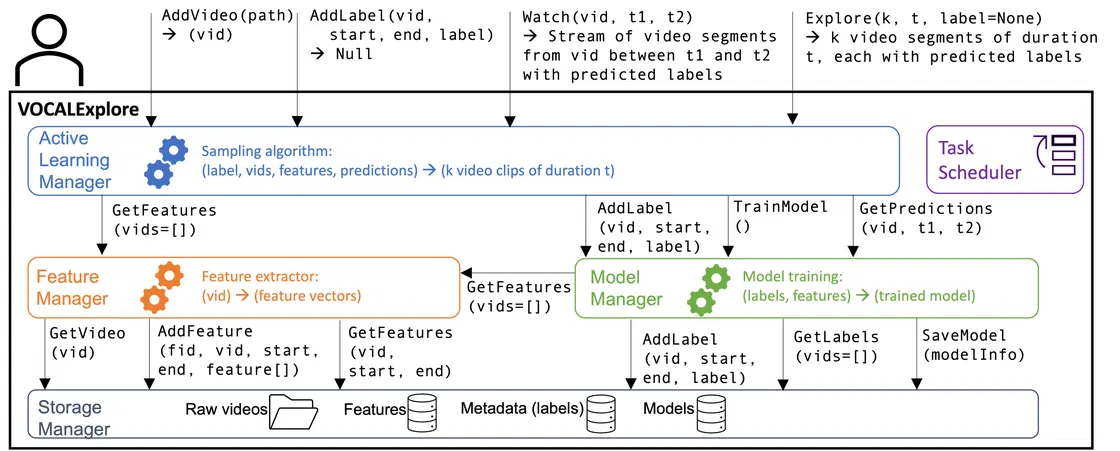 AddVideo(path)
→ (vid)
AddLabel(vid,
start, end, label)
→ Null
Watch(vid, t1, t2)
→ Stream of video segments
from vid between t1 and t2
with predicted labels
Explore(k, t, label=None)
→ k video segments of duration
t, each with predicted labels
VOCALExplore
Active
Learning
Manager
Sampling algorithm:
(label, vids, features, predictions) → (k video clips of duration t)
Task
Scheduler
GetFeatures
(vids=[])
AddLabel
(vid, start,
end, label)
TrainModel
()
GetPredictions
(vid, t1, t2)
Feature
Manager
Feature extractor:
(vid) → (feature vectors)
GetFeatures
(vids=[])
Model
Manager
Model training:
(labels, features) → (trained model)
GetVideo
(vid)
AddFeature
(fid, vid, start,
end, feature[])
GetFeatures
(vid,
start, end)
AddLabel
(vid, start,
end, label)
GetLabels
(vids=[])
SaveModel
(modelInfo)
Storage
Manager
Raw videos
Features
Metadata (labels)
Models